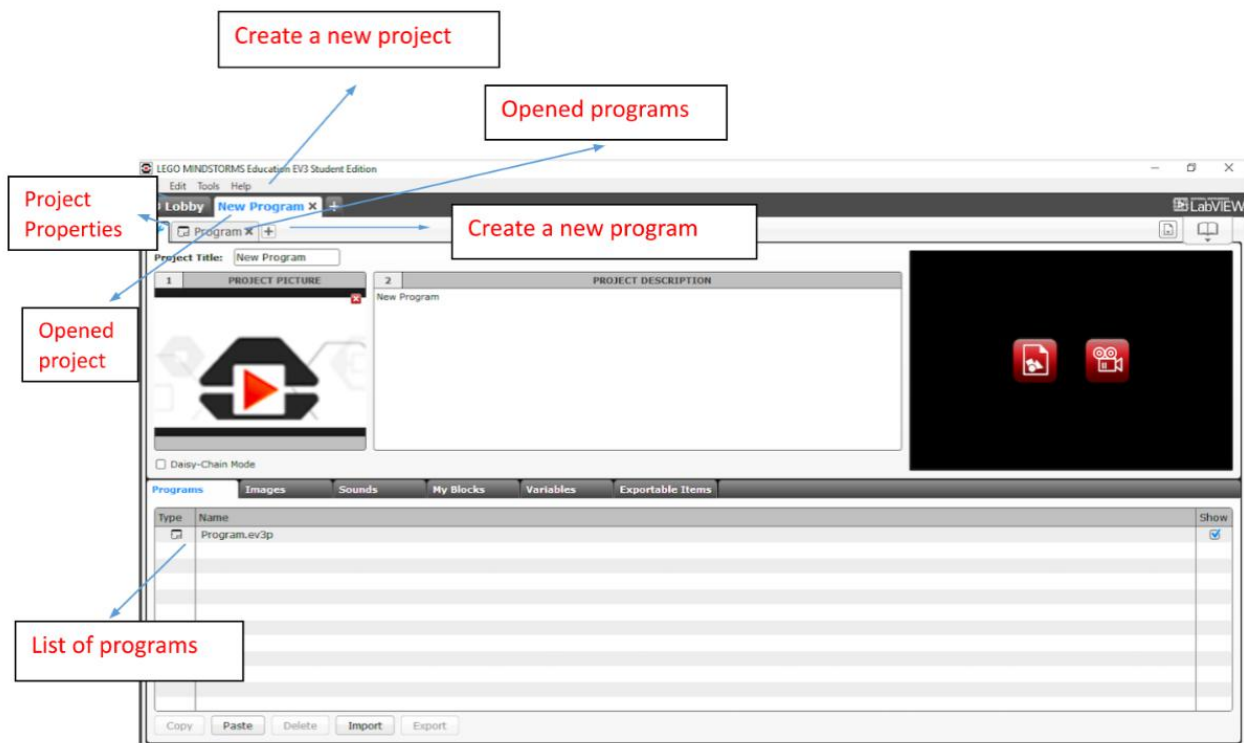 Create a new project
Opened programs
LEGO MINDSTORMS Education EV3 Student Edition
Edit Tools Help
Project
Properties
Lobby New Program +
LabVIEW
Program +
Create a new program
Project Title: New Program
1 PROJECT PICTURE 2 PROJECT DESCRIPTION
New Program
Opened
project
Daisy-Chain Mode
Programs Images Sounds My Blocks Variables Exportable Items
Type Name Show
Program.ev3p
List of programs
Copy Paste Delete Import Export